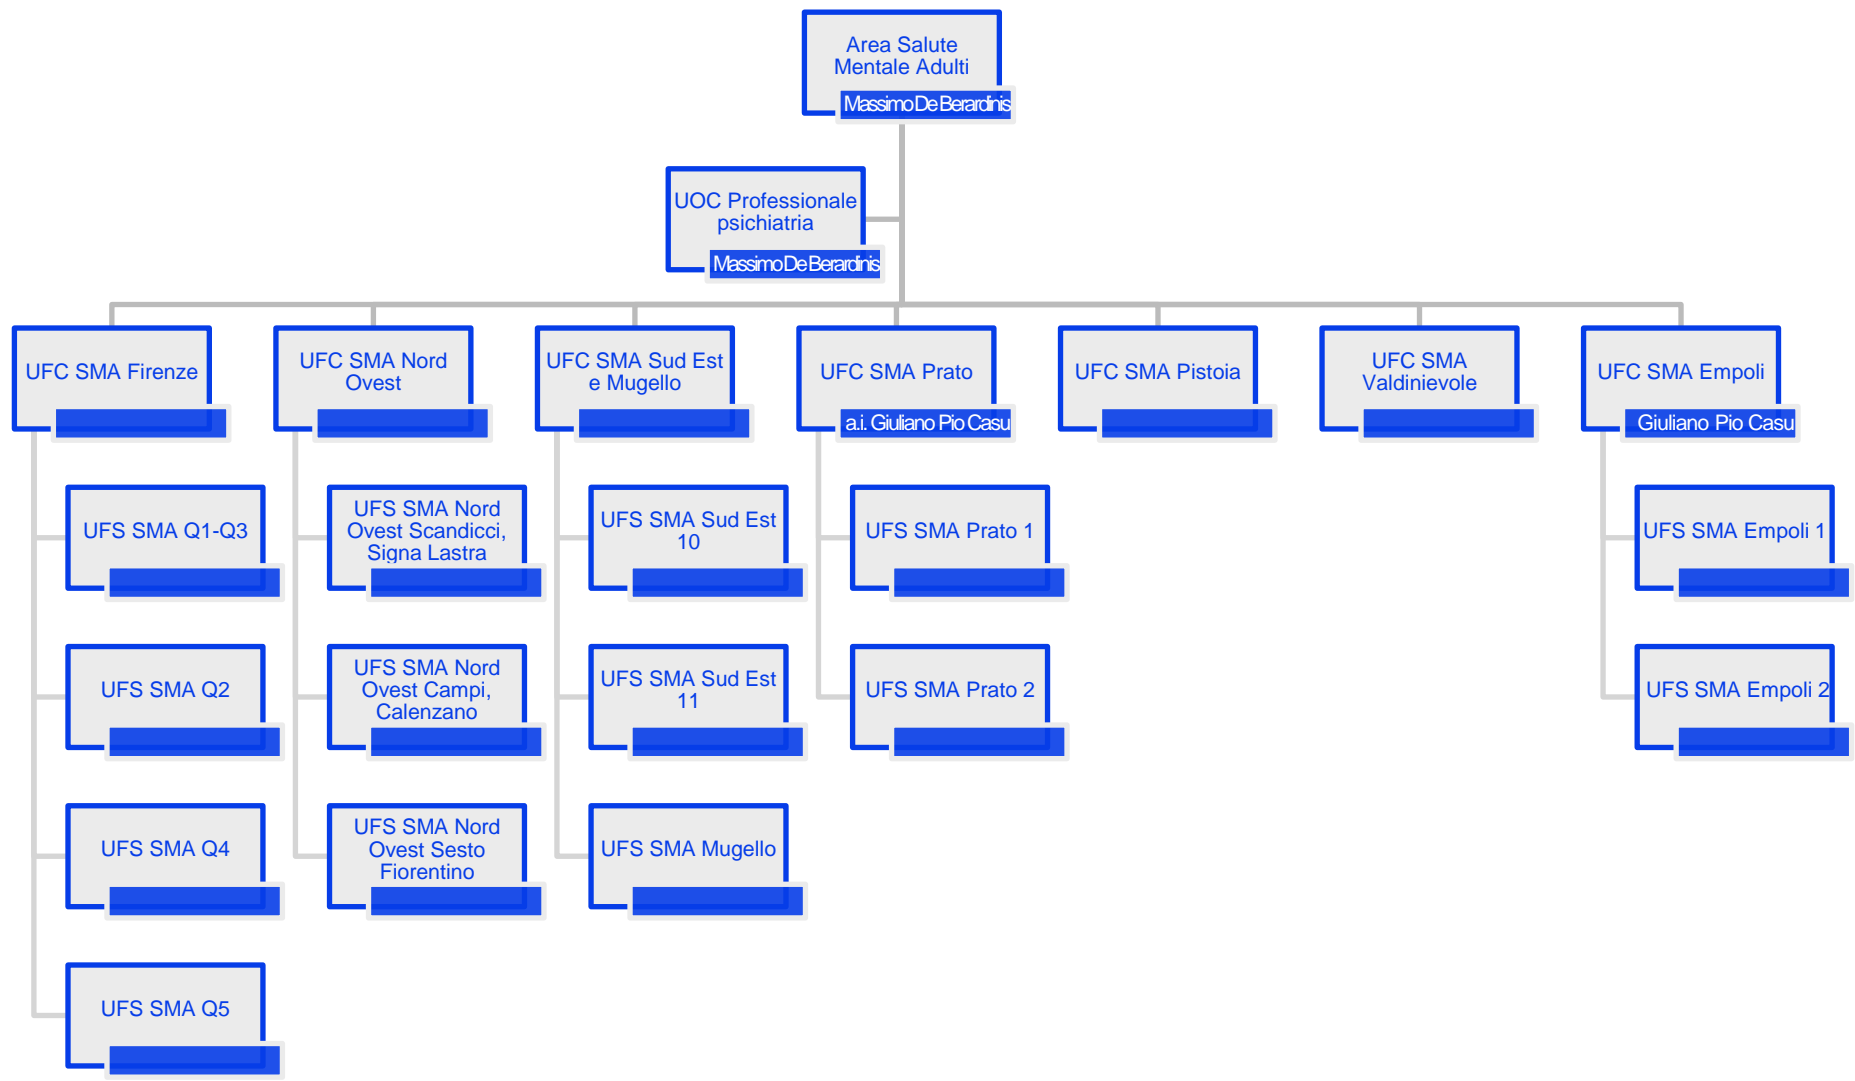 Area Salute
Mentale Adulti
Massimo De Berardinis
UOC Professionale
psichiatria
Massimo De Berardinis
UFC SMA Firenze
UFC SMA Nord
Ovest
UFC SMA Sud Est
e Mugello
UFC SMA Prato
a.i. Giuliano Pio Casu
UFC SMA Pistoia
UFC SMA
Valdinievole
UFC SMA Empoli
Giuliano Pio Casu
UFS SMA Q1-Q3
UFS SMA Nord
Ovest Scandicci,
Signa Lastra
UFS SMA Sud Est
10
UFS SMA Prato 1
UFS SMA Empoli 1
UFS SMA Q2
UFS SMA Nord
Ovest Campi,
Calenzano
UFS SMA Sud Est
11
UFS SMA Prato 2
UFS SMA Empoli 2
UFS SMA Q4
UFS SMA Nord
Ovest Sesto
Fiorentino
UFS SMA Mugello
UFS SMA Q5